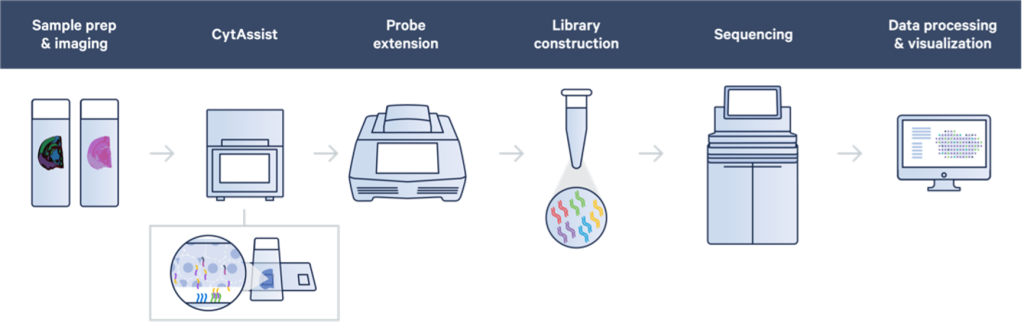 Sample prep
& imaging
CytAssist
Probe
extension
Library
construction
Sequencing
Data processing
& visualization